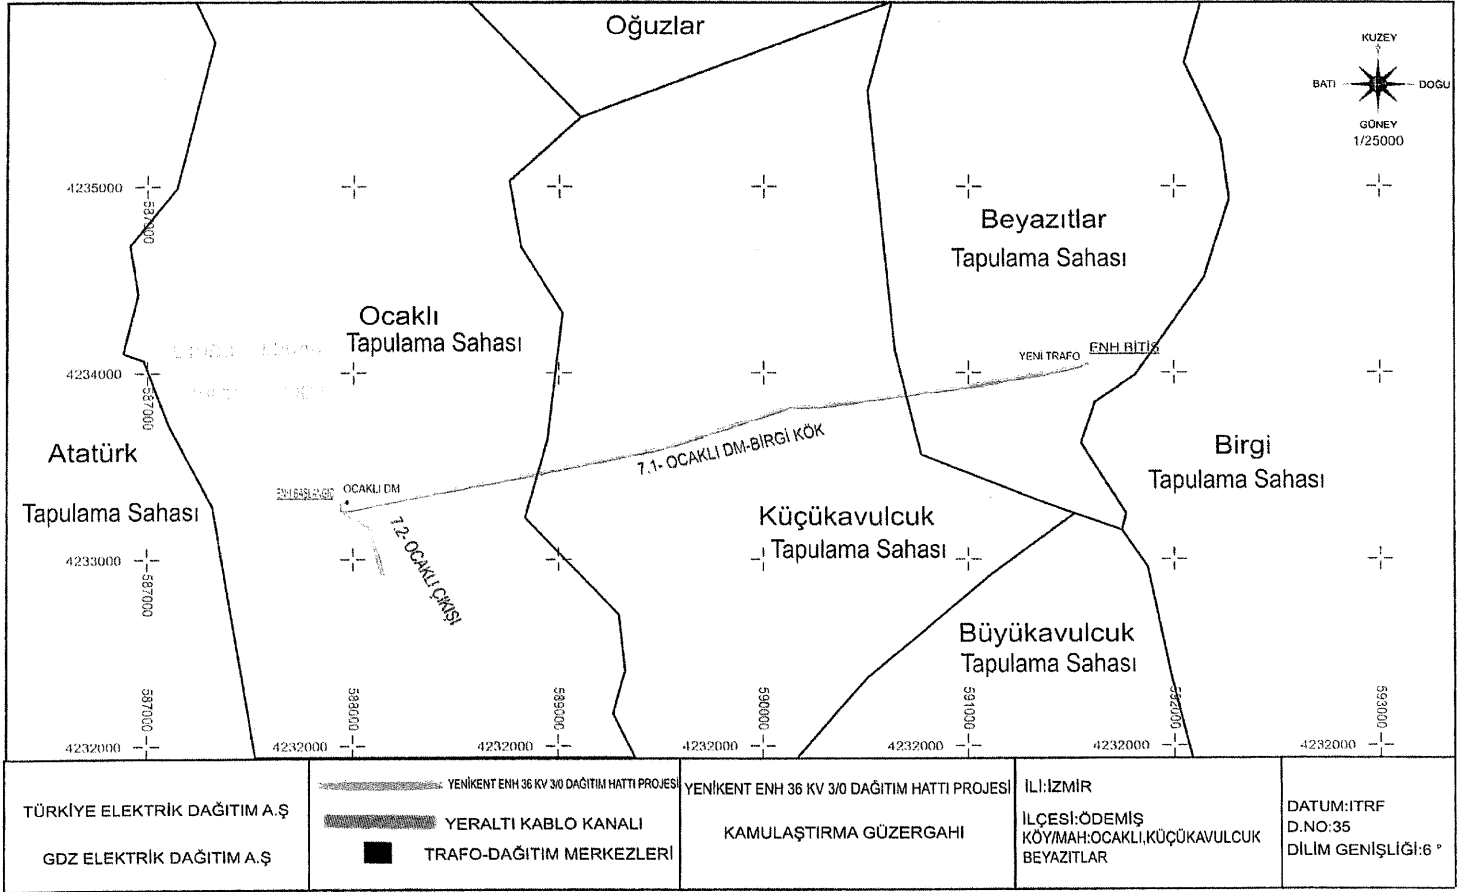 Oğuzlar
KUZEY
BATI
DOĞU
GÜNEY
1/25000
4235000
587000
Beyazıtlar
Tapulama Sahası
Ocaklı
Tapulama Sahası
YENİ TRAFO
ENH BİTİŞ
4234000
587000
7.1- OCAKLI DM-BİRGİ KÖK
Atatürk
Tapulama Sahası
Birgi
Tapulama Sahası
ENH BAŞLANGIÇ
OCAKLI DM
7.2- OCAKLI ÇIKIŞI
Küçükavulcuk
Tapulama Sahası
4233000
587000
Büyükavulcuk
Tapulama Sahası
587000
588000
589000
590000
591000
592000
593000
4232000
4232000
4232000
4232000
4232000
4232000
4232000
TÜRKİYE ELEKTRİK DAĞITIM A.Ş
GDZ ELEKTRİK DAĞITIM A.Ş
YENİKENT ENH 36 KV 3/0 DAĞITIM HATTI PROJESİ
YERALTI KABLO KANALI
TRAFO-DAĞITIM MERKEZLERİ
YENİKENT ENH 36 KV 3/0 DAĞITIM HATTI PROJESİ
KAMULAŞTIRMA GÜZERGAHI
İLİ:İZMİR
İLÇESİ:ÖDEMİŞ
KÖY/MAH:OCAKLI,KÜÇÜKAVULCUK
BEYAZITLAR
DATUM:ITRF
D.NO:35
DİLİM GENİŞLİĞİ:6 °